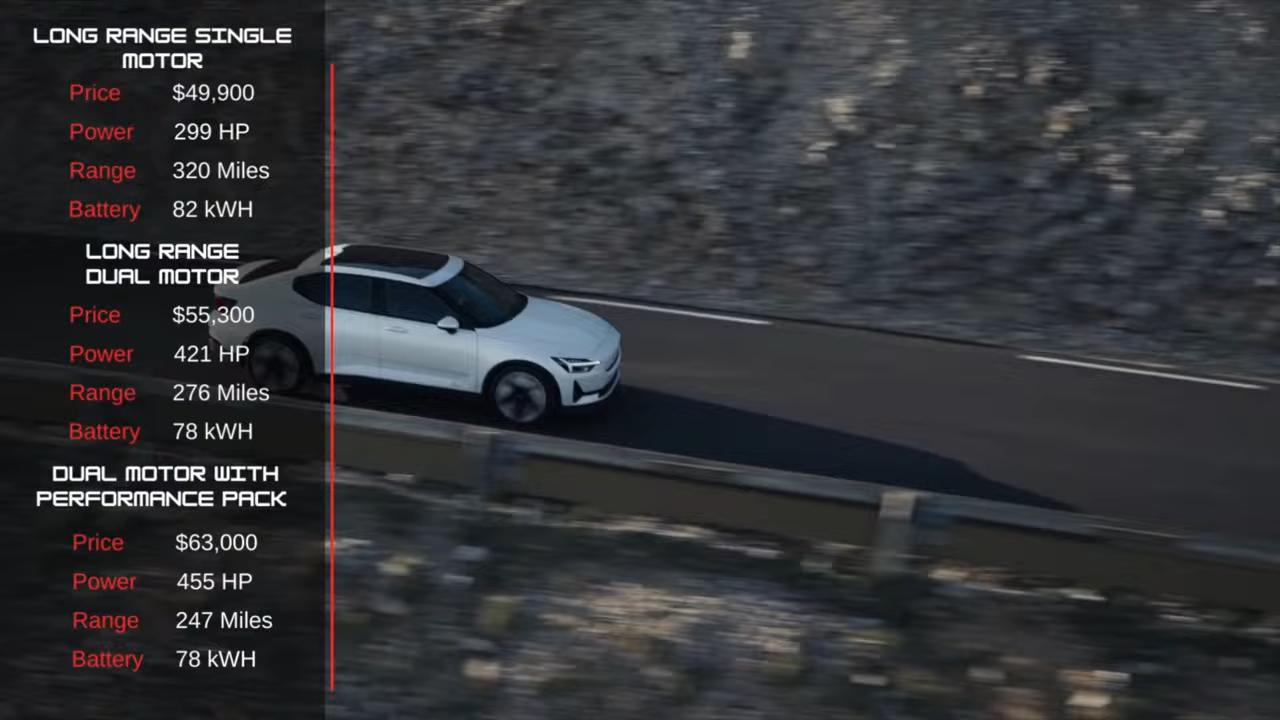 LONG RANGE SINGLE
MOTOR
Price $49,900
Power 299 HP
Range 320 Miles
Battery 82 kWH
LONG RANGE
DUAL MOTOR
Price $55,300
Power 421 HP
Range 276 Miles
Battery 78 kWH
DUAL MOTOR WITH
PERFORMANCE PACK
Price $63,000
Power 455 HP
Range 247 Miles
Battery 78 kWH